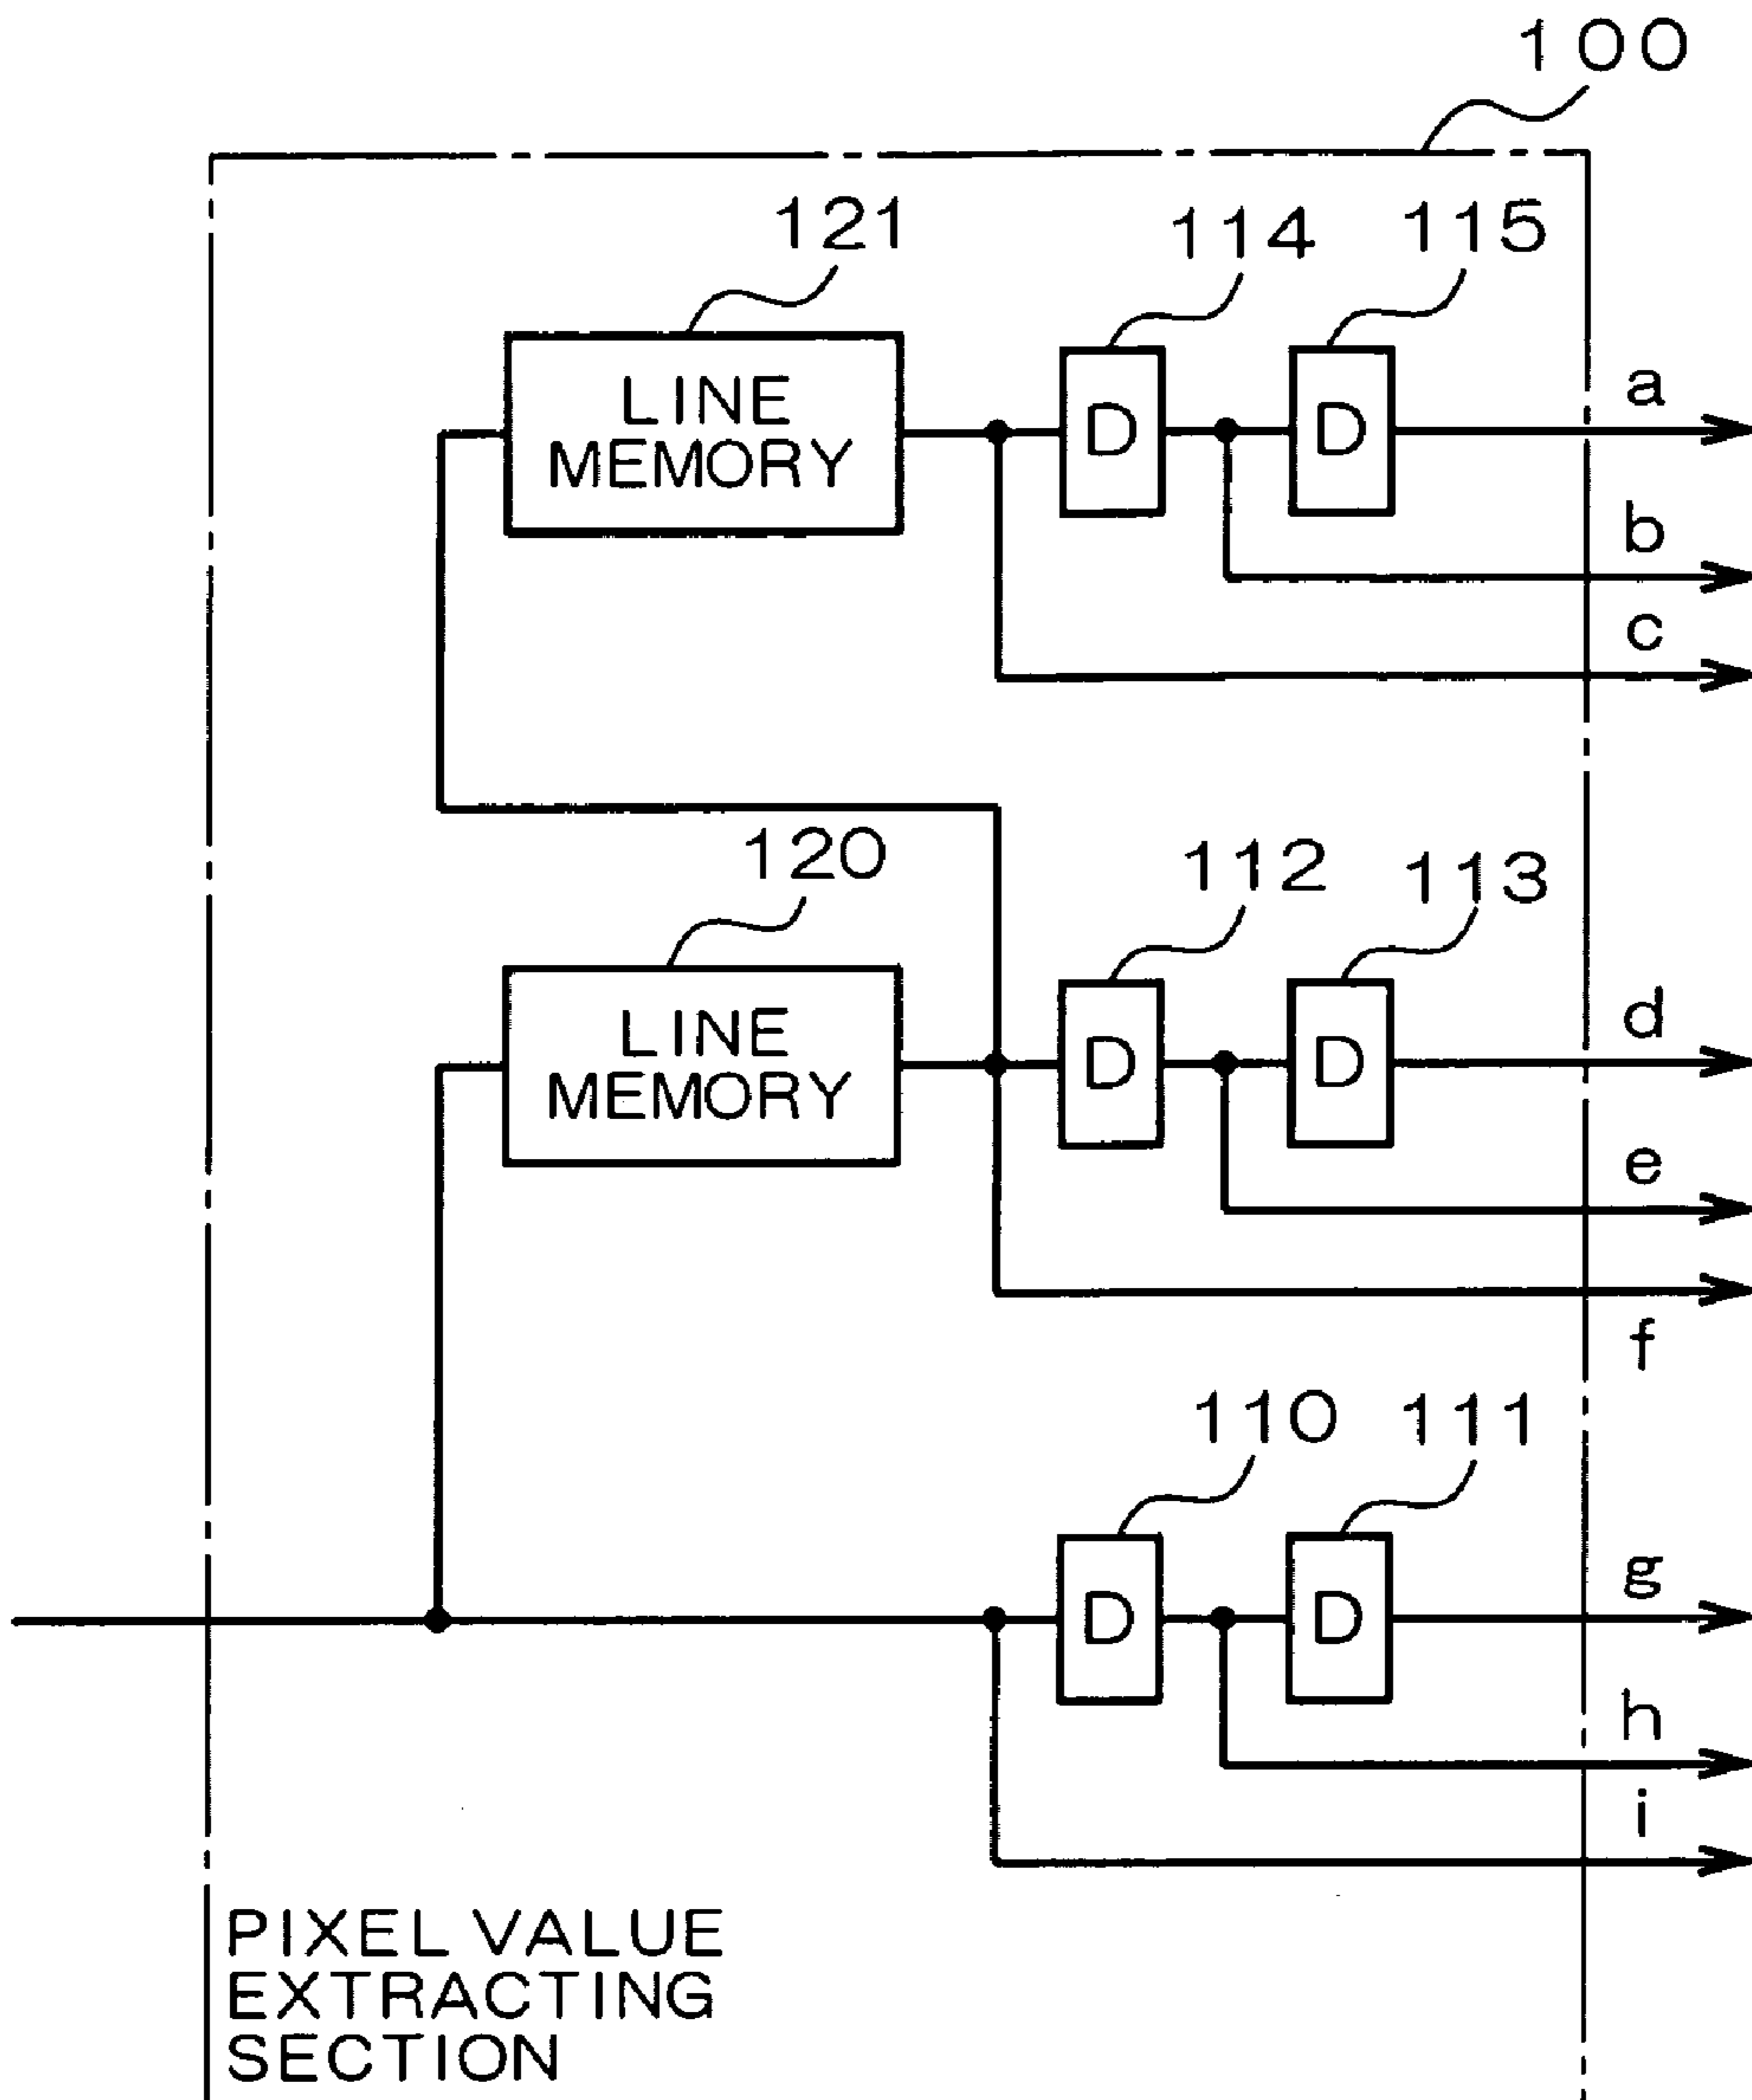 100
121
114
115
LINE
MEMORY
D
D
a
b
c
120
112
113
LINE
MEMORY
D
D
d
e
f
110
111
D
D
g
h
i
PIXEL VALUE
EXTRACTING
SECTION